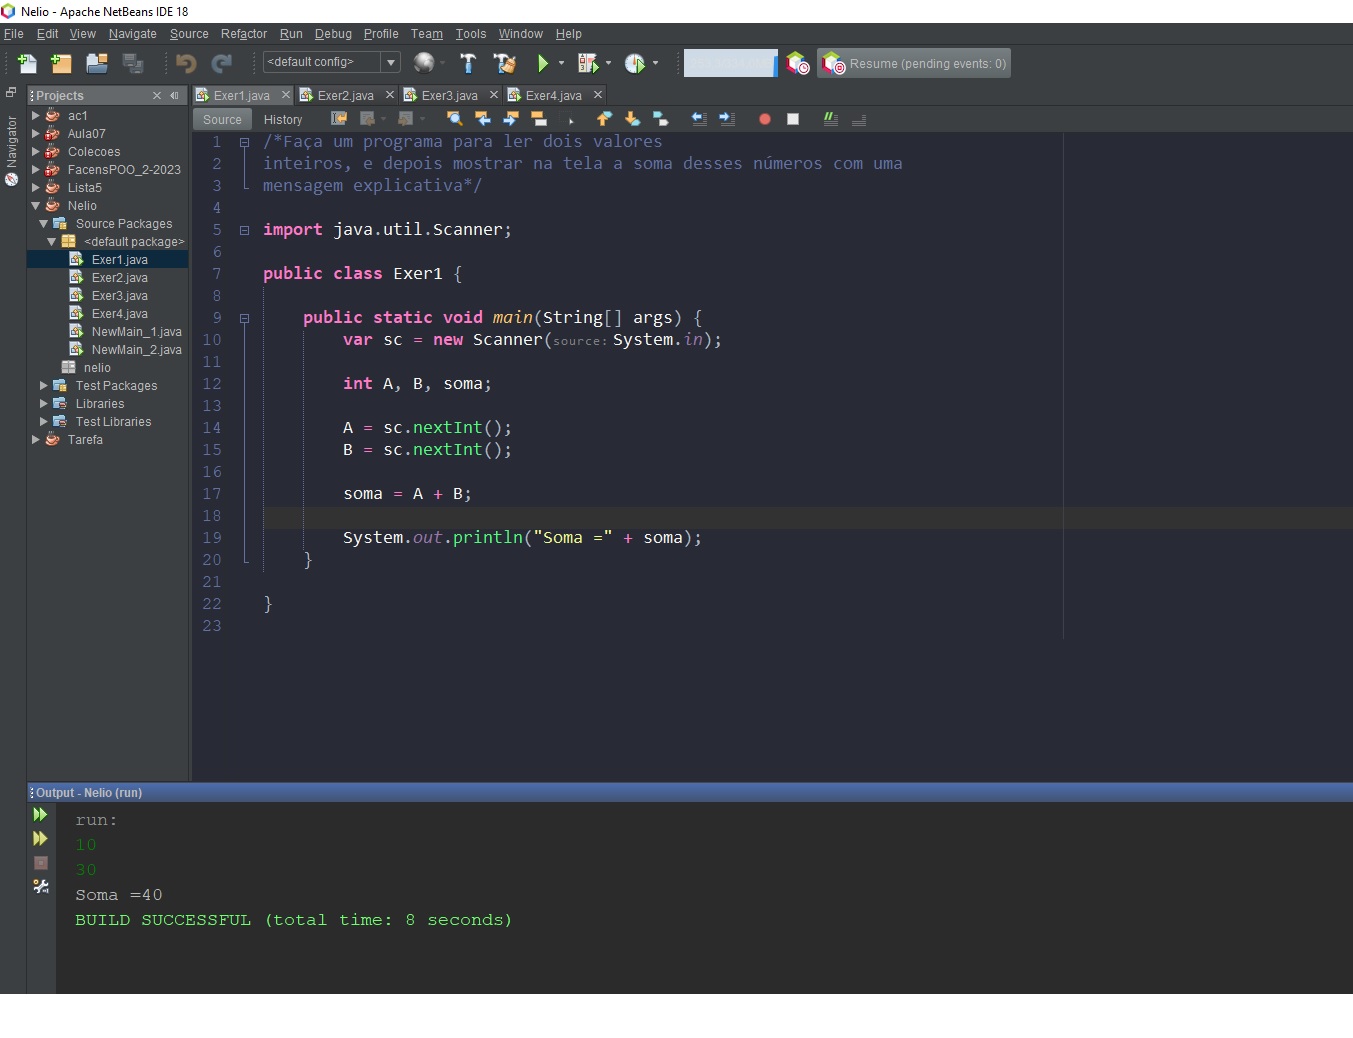 Nelio - Apache NetBeans IDE 18
File Edit View Navigate Source Refactor Run Debug Profile Team Tools Window Help
<default config> Resume (pending events: 0)
Projects
Exer1.java Exer2.java Exer3.java Exer4.java
Source History
Navigator
ac1
Aula07
Colecoes
FacensPOO_2-2023
Lista5
Nelio
Source Packages
<default package>
Exer1.java
Exer2.java
Exer3.java
Exer4.java
NewMain_1.java
NewMain_2.java
nelio
Test Packages
Libraries
Test Libraries
Tarefa
1 /*Faça um programa para ler dois valores
2 inteiros, e depois mostrar na tela a soma desses números com uma
3 mensagem explicativa*/
4
5 import java.util.Scanner;
6
7 public class Exer1 {
8
9 public static void main(String[] args) {
10 var sc = new Scanner(source: System.in);
11
12 int A, B, soma;
13
14 A = sc.nextInt();
15 B = sc.nextInt();
16
17 soma = A + B;
18
19 System.out.println("Soma =" + soma);
20 }
21
22 }
23
Output - Nelio (run)
run:
10
30
Soma =40
BUILD SUCCESSFUL (total time: 8 seconds)